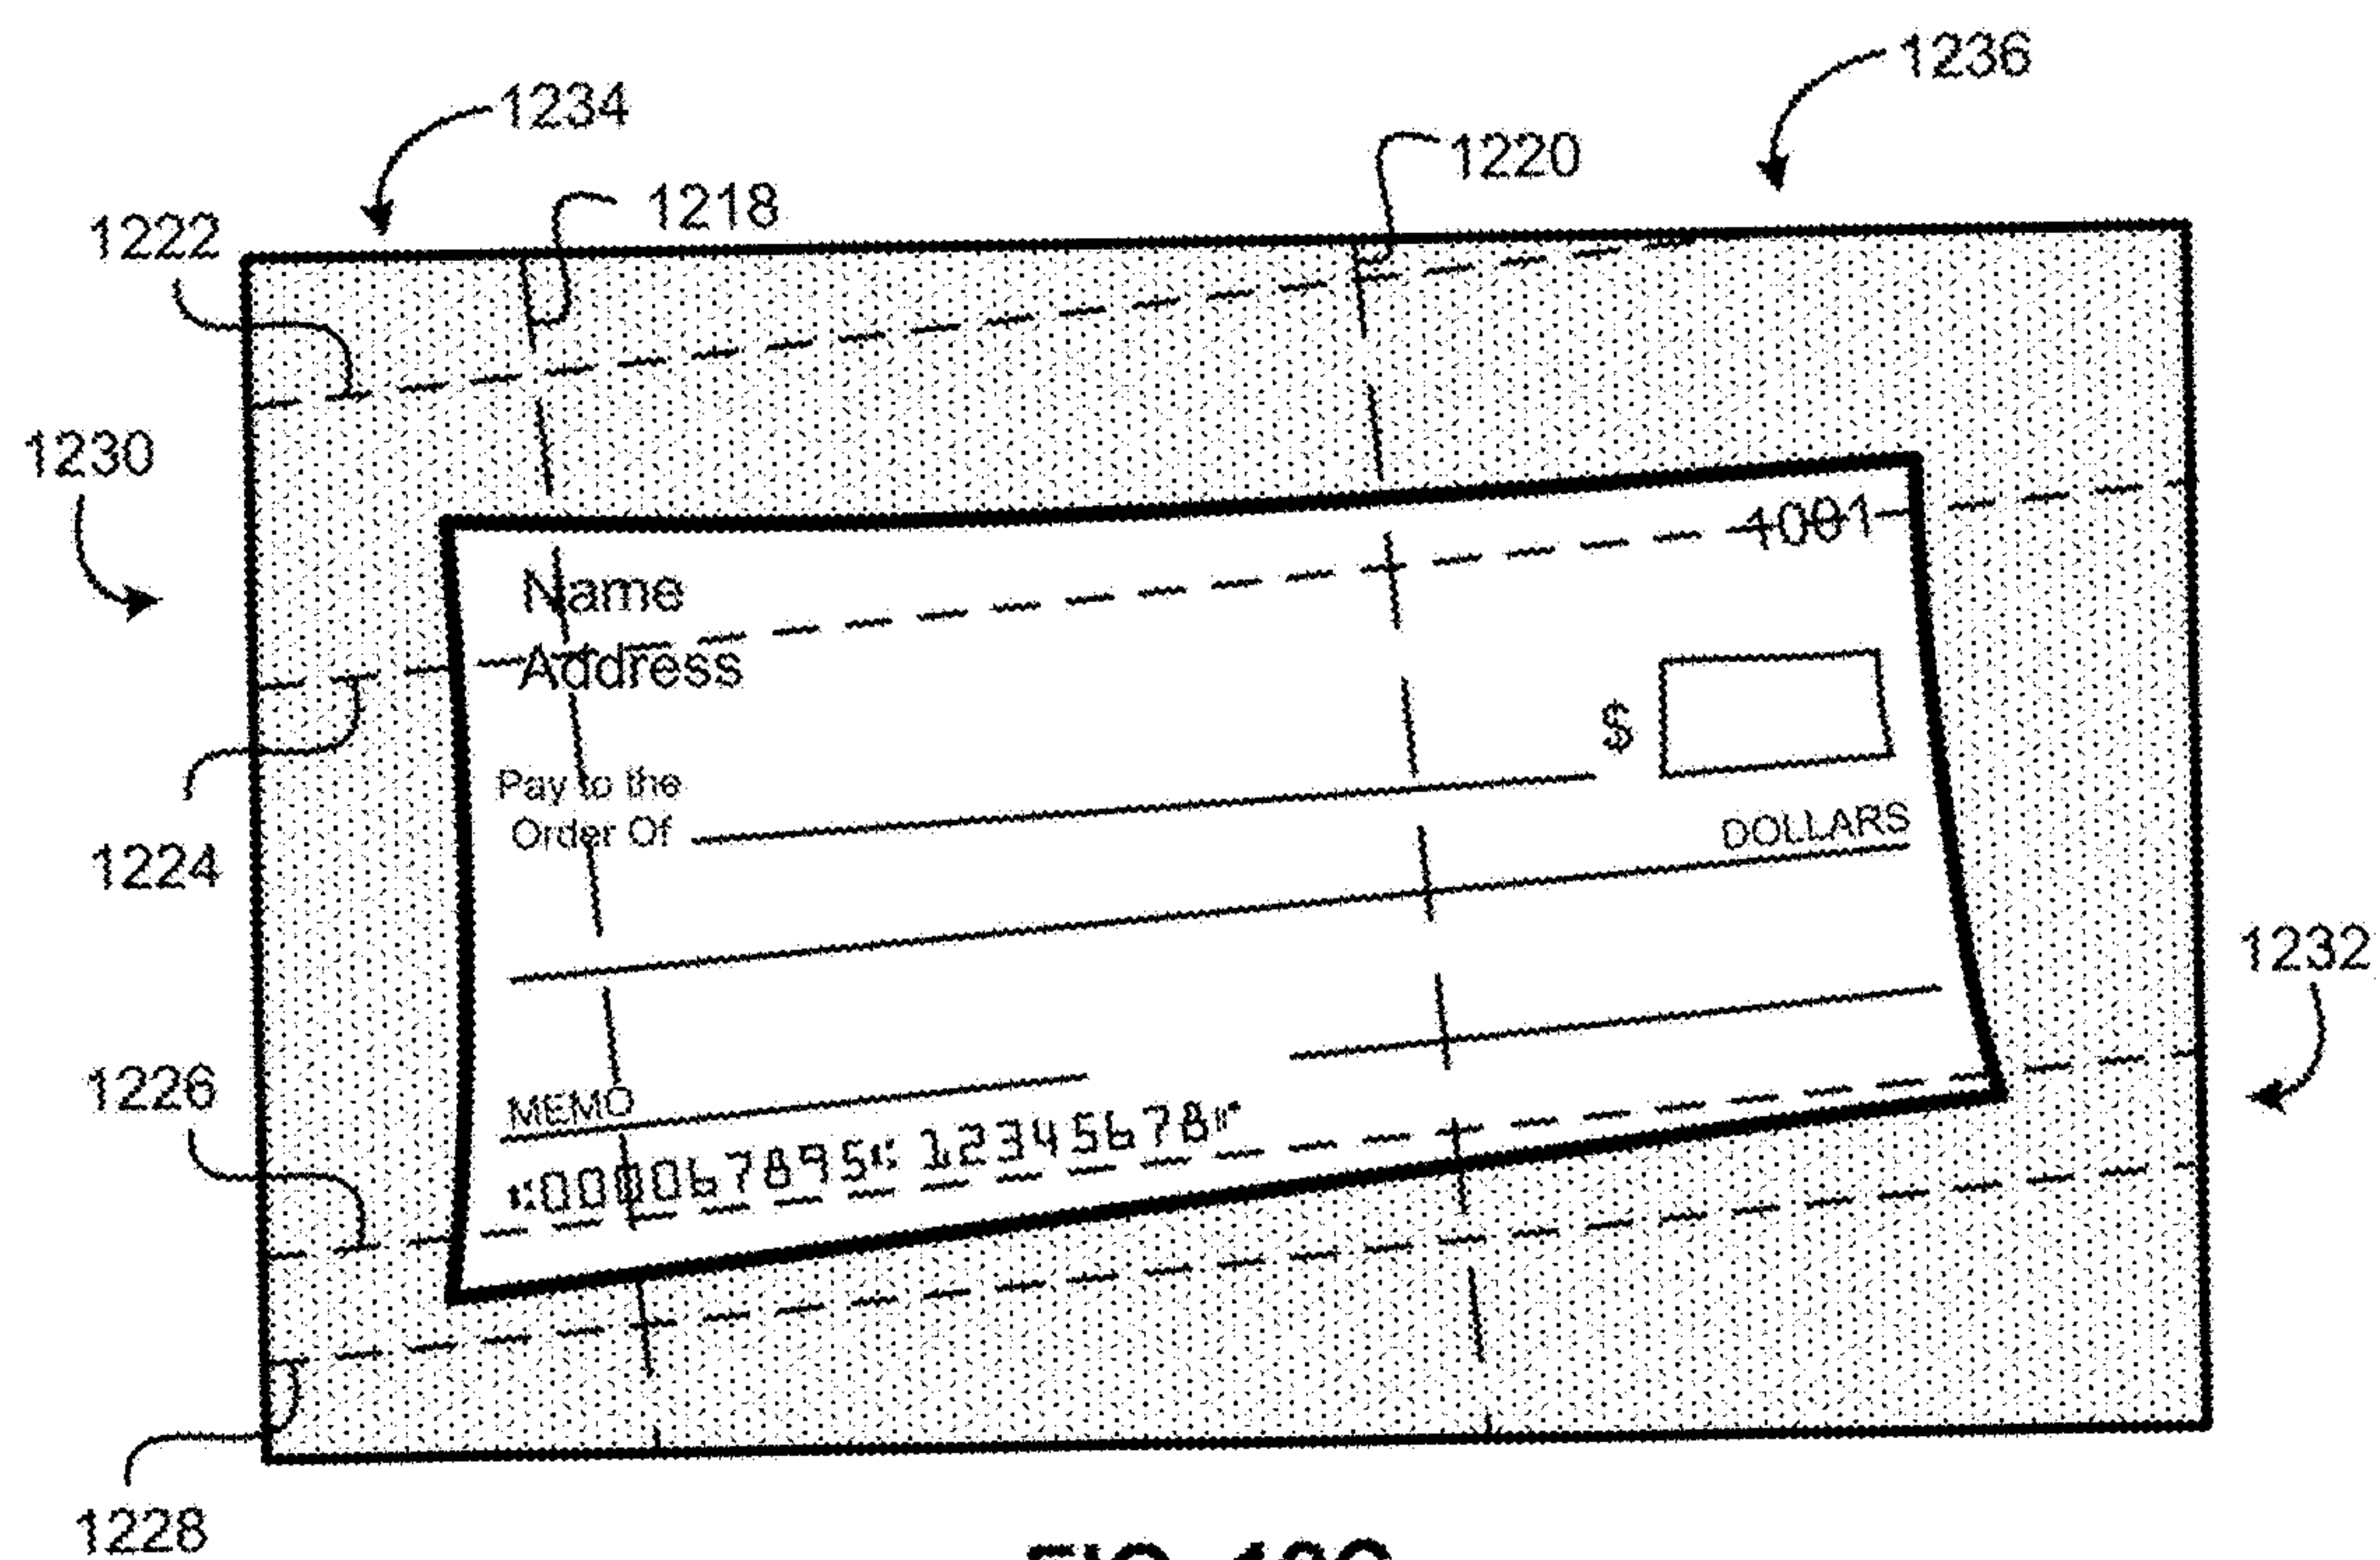 1236
1234
1220
1218
1222
1230
Name
1001
Address
$
Pay to the
Order Of
DOLLARS
1224
1232
1226
MEMO
⑆000067895⑆ 12345678⑈
1228